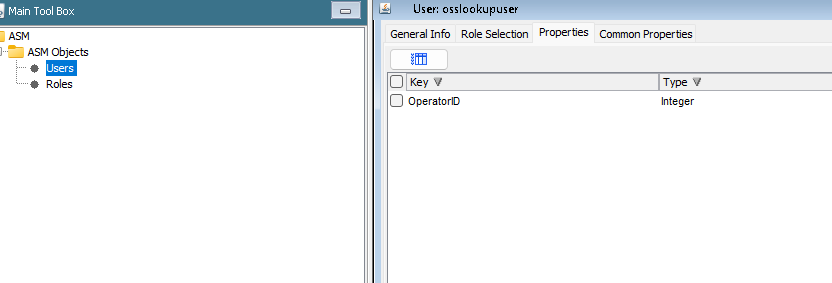 Main Tool Box
ASM
ASM Objects
Users
Roles
User: osslookupuser
General Info Role Selection Properties Common Properties
Key Type
OperatorID Integer